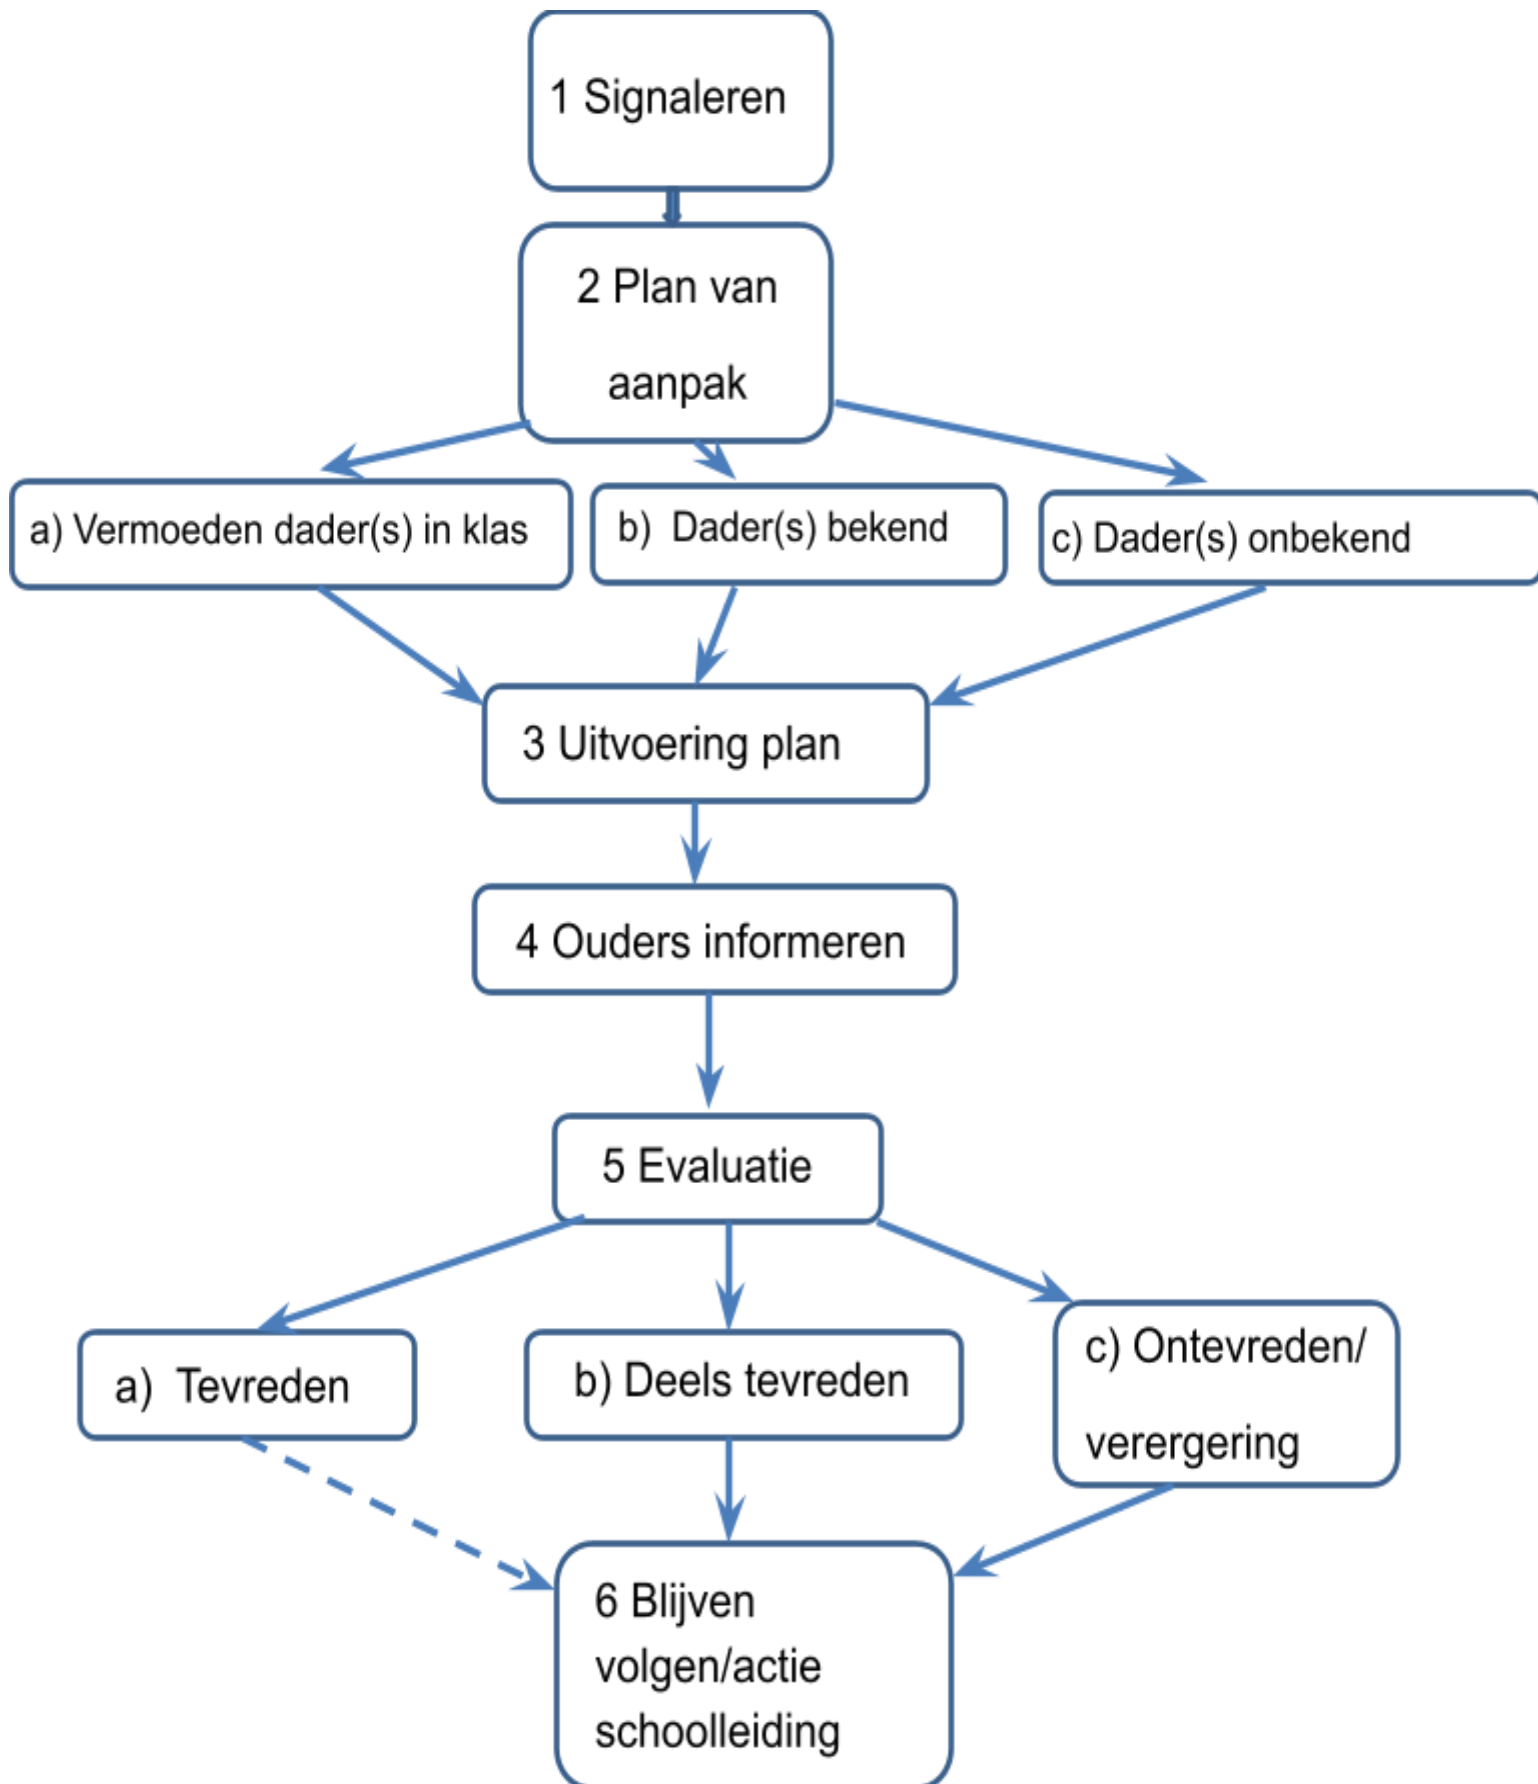 1 Signaleren
2 Plan van
aanpak
a) Vermoeden dader(s) in klas
b) Dader(s) bekend
c) Dader(s) onbekend
3 Uitvoering plan
4 Ouders informeren
5 Evaluatie
a) Tevreden
b) Deels tevreden
c) Ontevreden/
verergering
6 Blijven
volgen/actie
schoolleiding